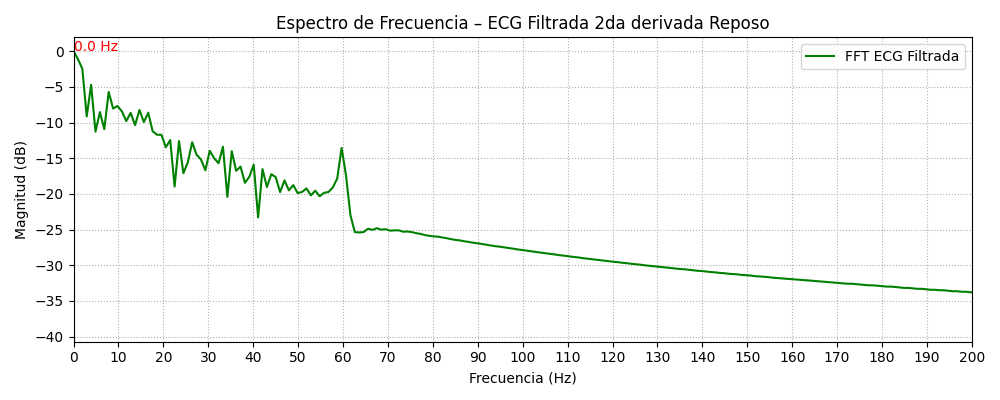 Espectro de Frecuencia – ECG Filtrada 2da derivada Reposo
0.0 Hz
FFT ECG Filtrada
Magnitud (dB)
0
−5
−10
−15
−20
−25
−30
−35
−40
0 10 20 30 40 50 60 70 80 90 100 110 120 130 140 150 160 170 180 190 200
Frecuencia (Hz)